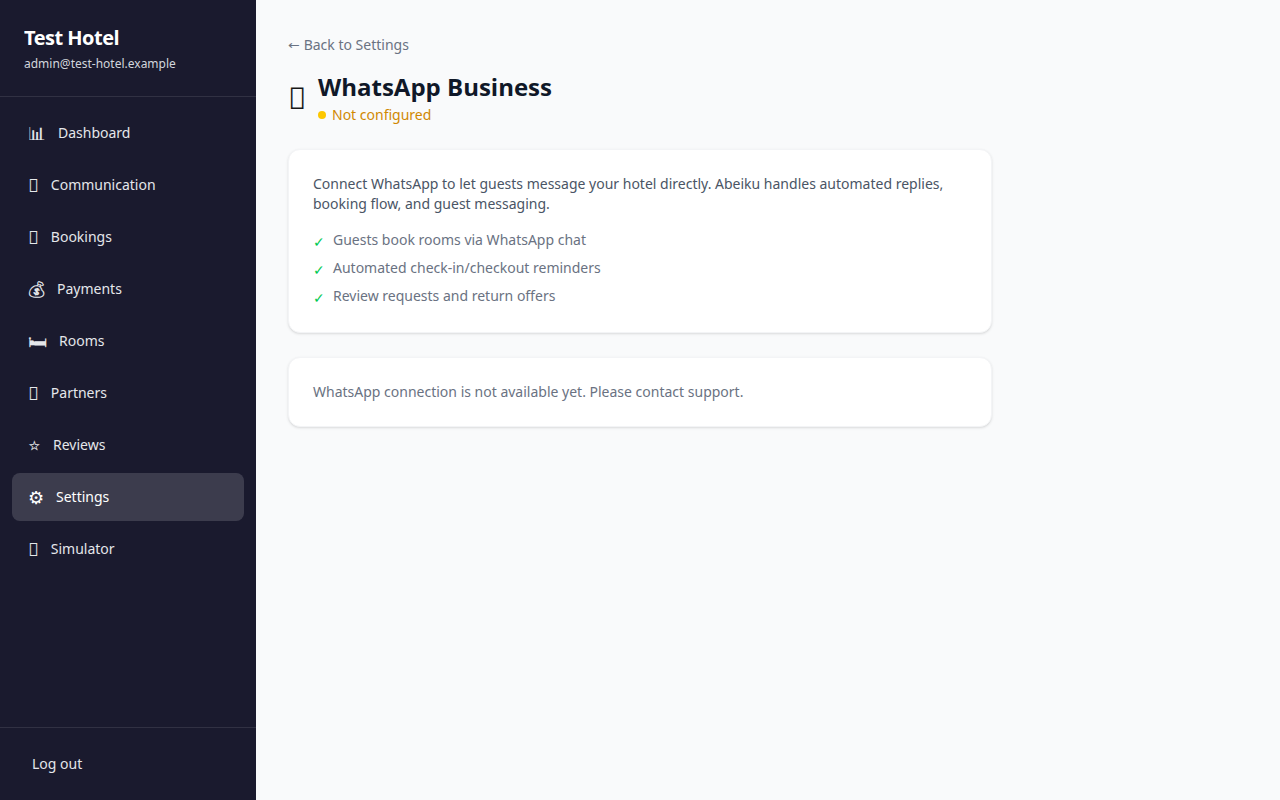 Test Hotel
admin@test-hotel.example
Dashboard
Communication
Bookings
Payments
Rooms
Partners
Reviews
Settings
Simulator
Log out
← Back to Settings
WhatsApp Business
Not configured
Connect WhatsApp to let guests message your hotel directly. Abeiku handles automated replies,
booking flow, and guest messaging.
✓ Guests book rooms via WhatsApp chat
✓ Automated check-in/checkout reminders
✓ Review requests and return offers
WhatsApp connection is not available yet. Please contact support.